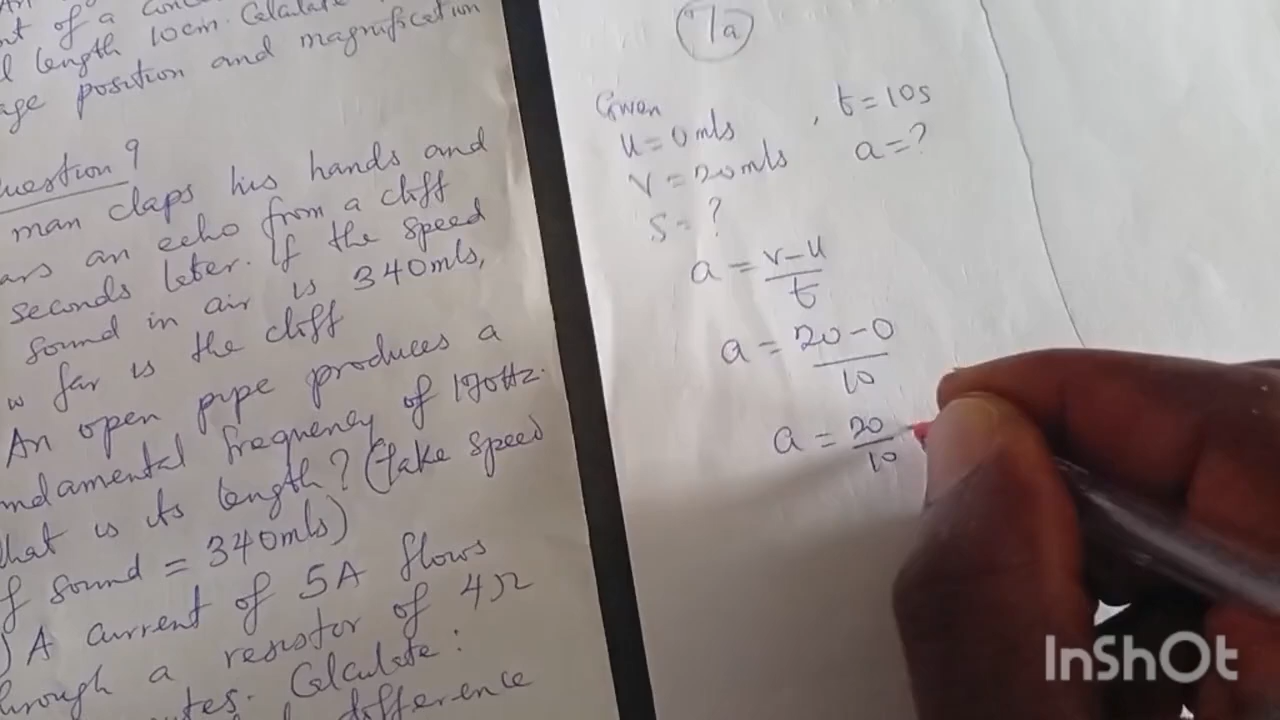 nt of a
length 10cm. Calculate
age position and magnification
Question 9
man claps his hands and
ars an echo from a cliff
seconds later. If the speed
sound in air is 340m/s,
w far is the cliff
An open pipe produces a
ndamental frequency of 170Hz.
hat is its length? (take speed
f sound = 340m/s)
) A current of 5A flows
hrough a resistor of 4Ω
utes. Calculate:
difference
7a
Given
u = 0m/s , t = 10s
v = 20m/s a = ?
s = ?
a = v-u/t
a = 20-0/10
a = 20/10
InShOt